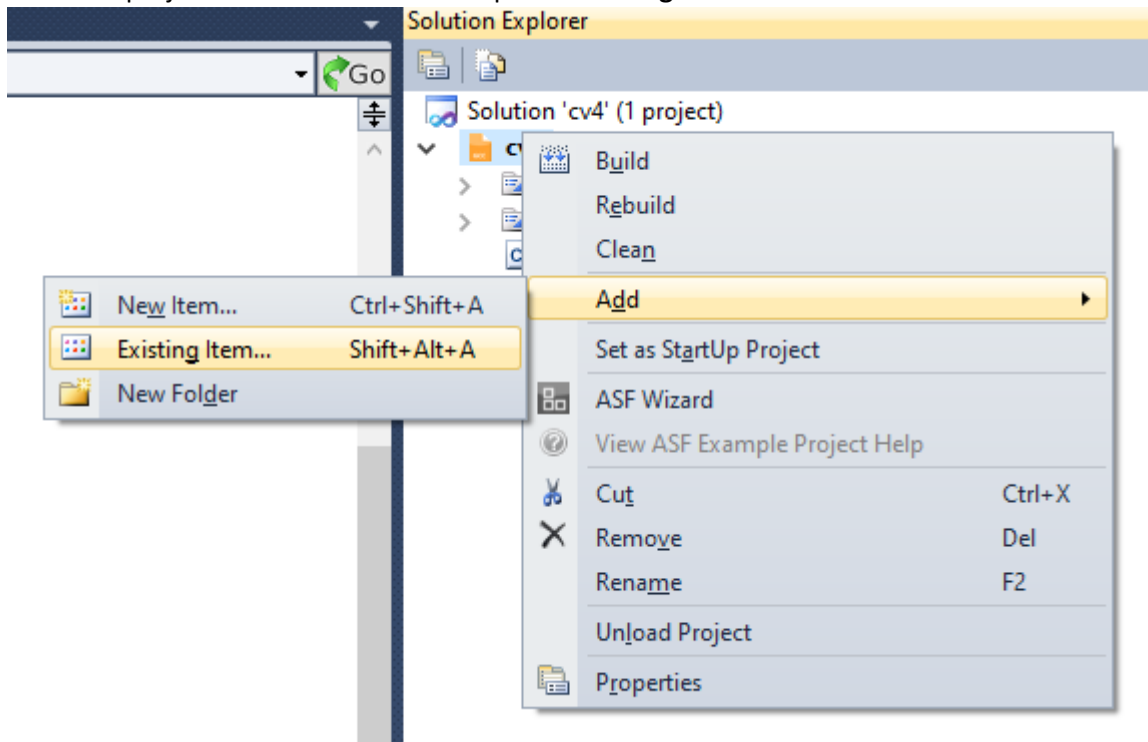 Solution Explorer
Go
Solution 'cv4' (1 project)
Build
Rebuild
Clean
Add
New Item... Ctrl+Shift+A
Existing Item... Shift+Alt+A
New Folder
Set as StartUp Project
ASF Wizard
View ASF Example Project Help
Cut Ctrl+X
Remove Del
Rename F2
Unload Project
Properties